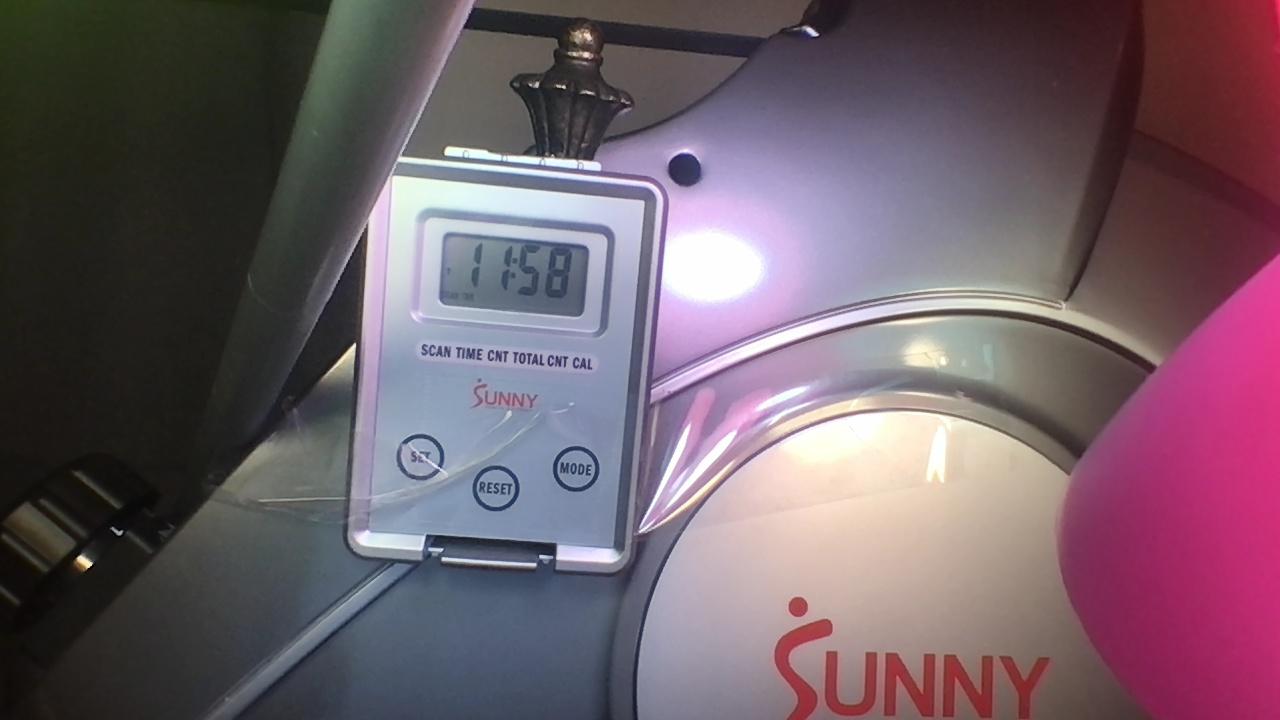 11:58
SCAN TIME CNT TOTAL CNT CAL
SUNNY
SET
MODE
RESET
SUNNY